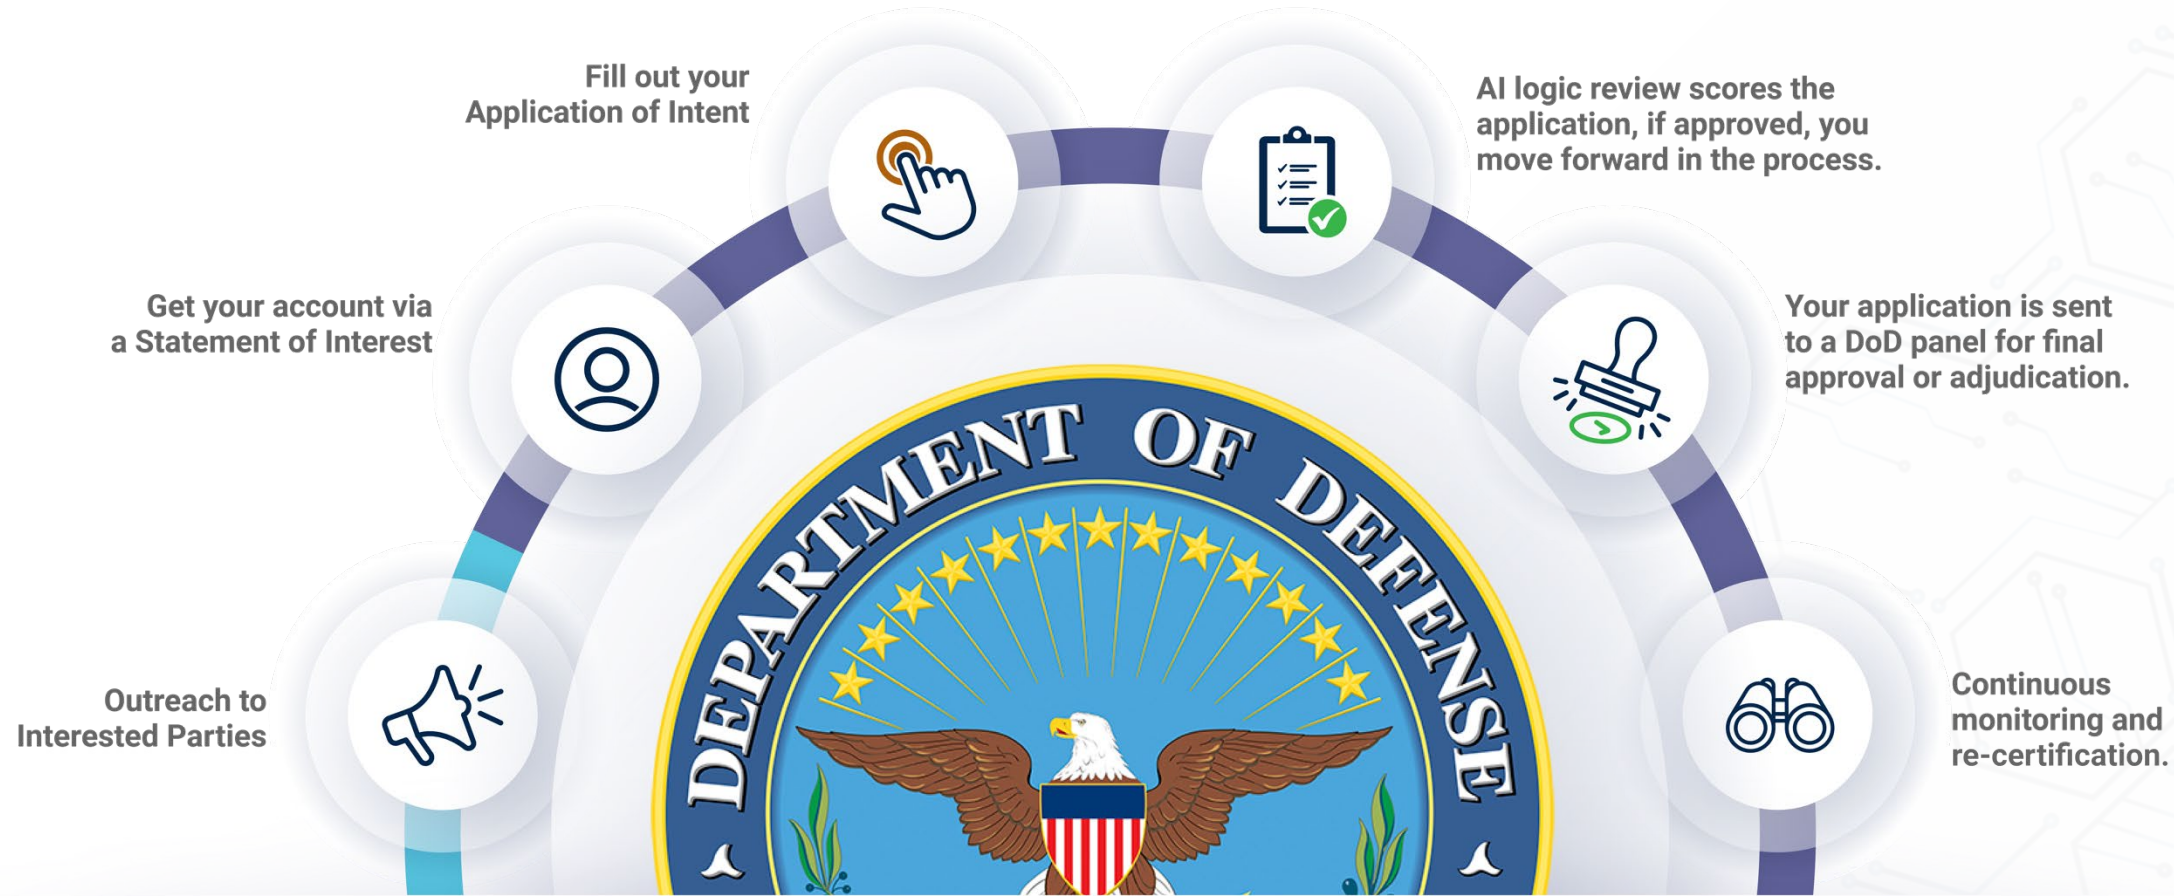 Outreach to
Interested Parties
Get your account via
a Statement of Interest
Fill out your
Application of Intent
AI logic review scores the
application, if approved, you
move forward in the process.
Your application is sent
to a DoD panel for final
approval or adjudication.
Continuous
monitoring and
re-certification.
DEPARTMENT OF DEFENSE